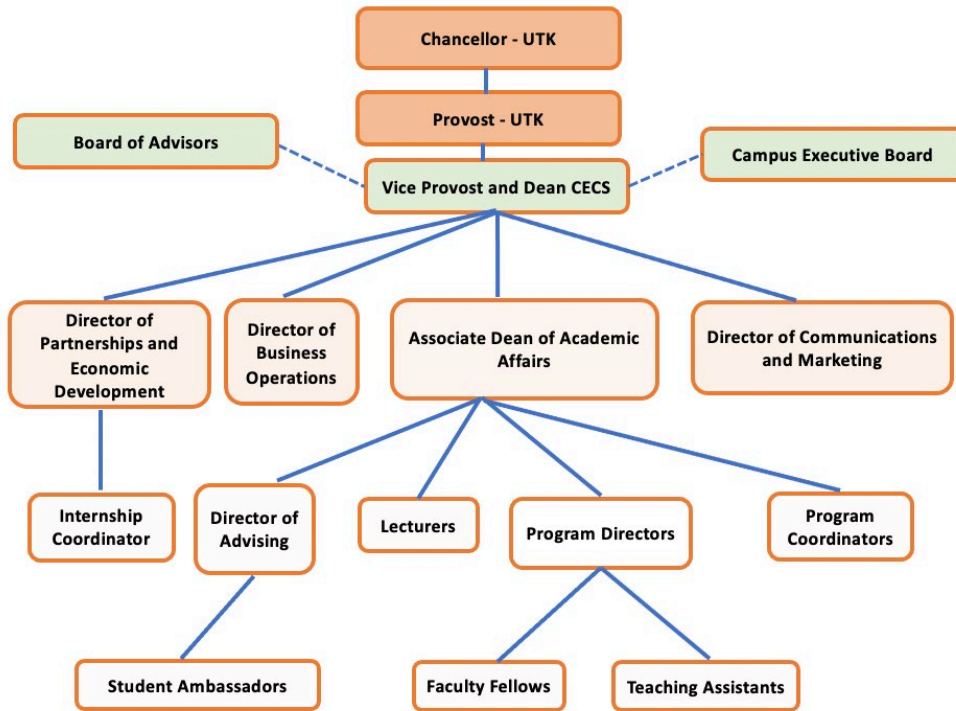 Chancellor - UTK
Provost - UTK
Board of Advisors
Campus Executive Board
Vice Provost and Dean CECS
Director of
Partnerships and
Economic
Development
Director of
Business
Operations
Associate Dean of Academic
Affairs
Director of Communications
and Marketing
Internship
Coordinator
Director of
Advising
Lecturers
Program Directors
Program
Coordinators
Student Ambassadors
Faculty Fellows
Teaching Assistants